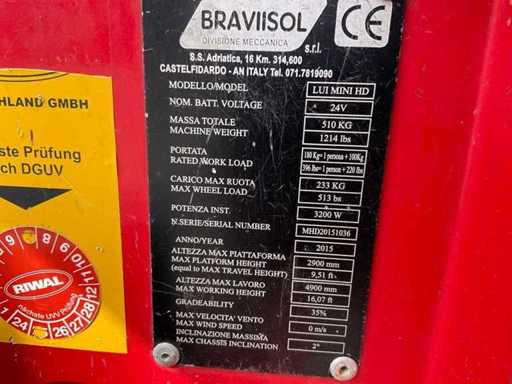 BRAVIISOL
DIVISIONE MECCANICA
s.r.l.
CE
S.S. Adriatica, 16 Km. 314,600
CASTELFIDARDO - AN ITALY Tel. 071.7819090
MODELLO/MODEL LUI MINI HD
NOM. BATT. VOLTAGE 24V
MASSA TOTALE 510 KG
MACHINE WEIGHT 1214 lbs
PORTATA 180 Kg= 1 persona + 100Kg
RATED WORK LOAD 396 lbs= 1 person + 220 lbs
CARICO MAX RUOTA 233 KG
MAX WHEEL LOAD 513 lbs
POTENZA INST. 3200 W
N.SERIE/SERIAL NUMBER MHD20151036
ANNO/YEAR 2015
ALTEZZA MAX PIATTAFORMA
MAX PLATFORM HEIGHT 2900 mm
(equal to MAX TRAVEL HEIGHT) 9,51 ft
ALTEZZA MAX LAVORO 4900 mm
MAX WORKING HEIGHT 16,07 ft
GRADEABILITY 35%
MAX VELOCITA' VENTO
MAX WIND SPEED 0 m/s
INCLINAZIONE MASSIMA
MAX CHASSIS INCLINATION 2°
HLAND GMBH
ste Prüfung
ch DGUV
RIWAL
nächste UVV Prüfung
1 24 26 27 28